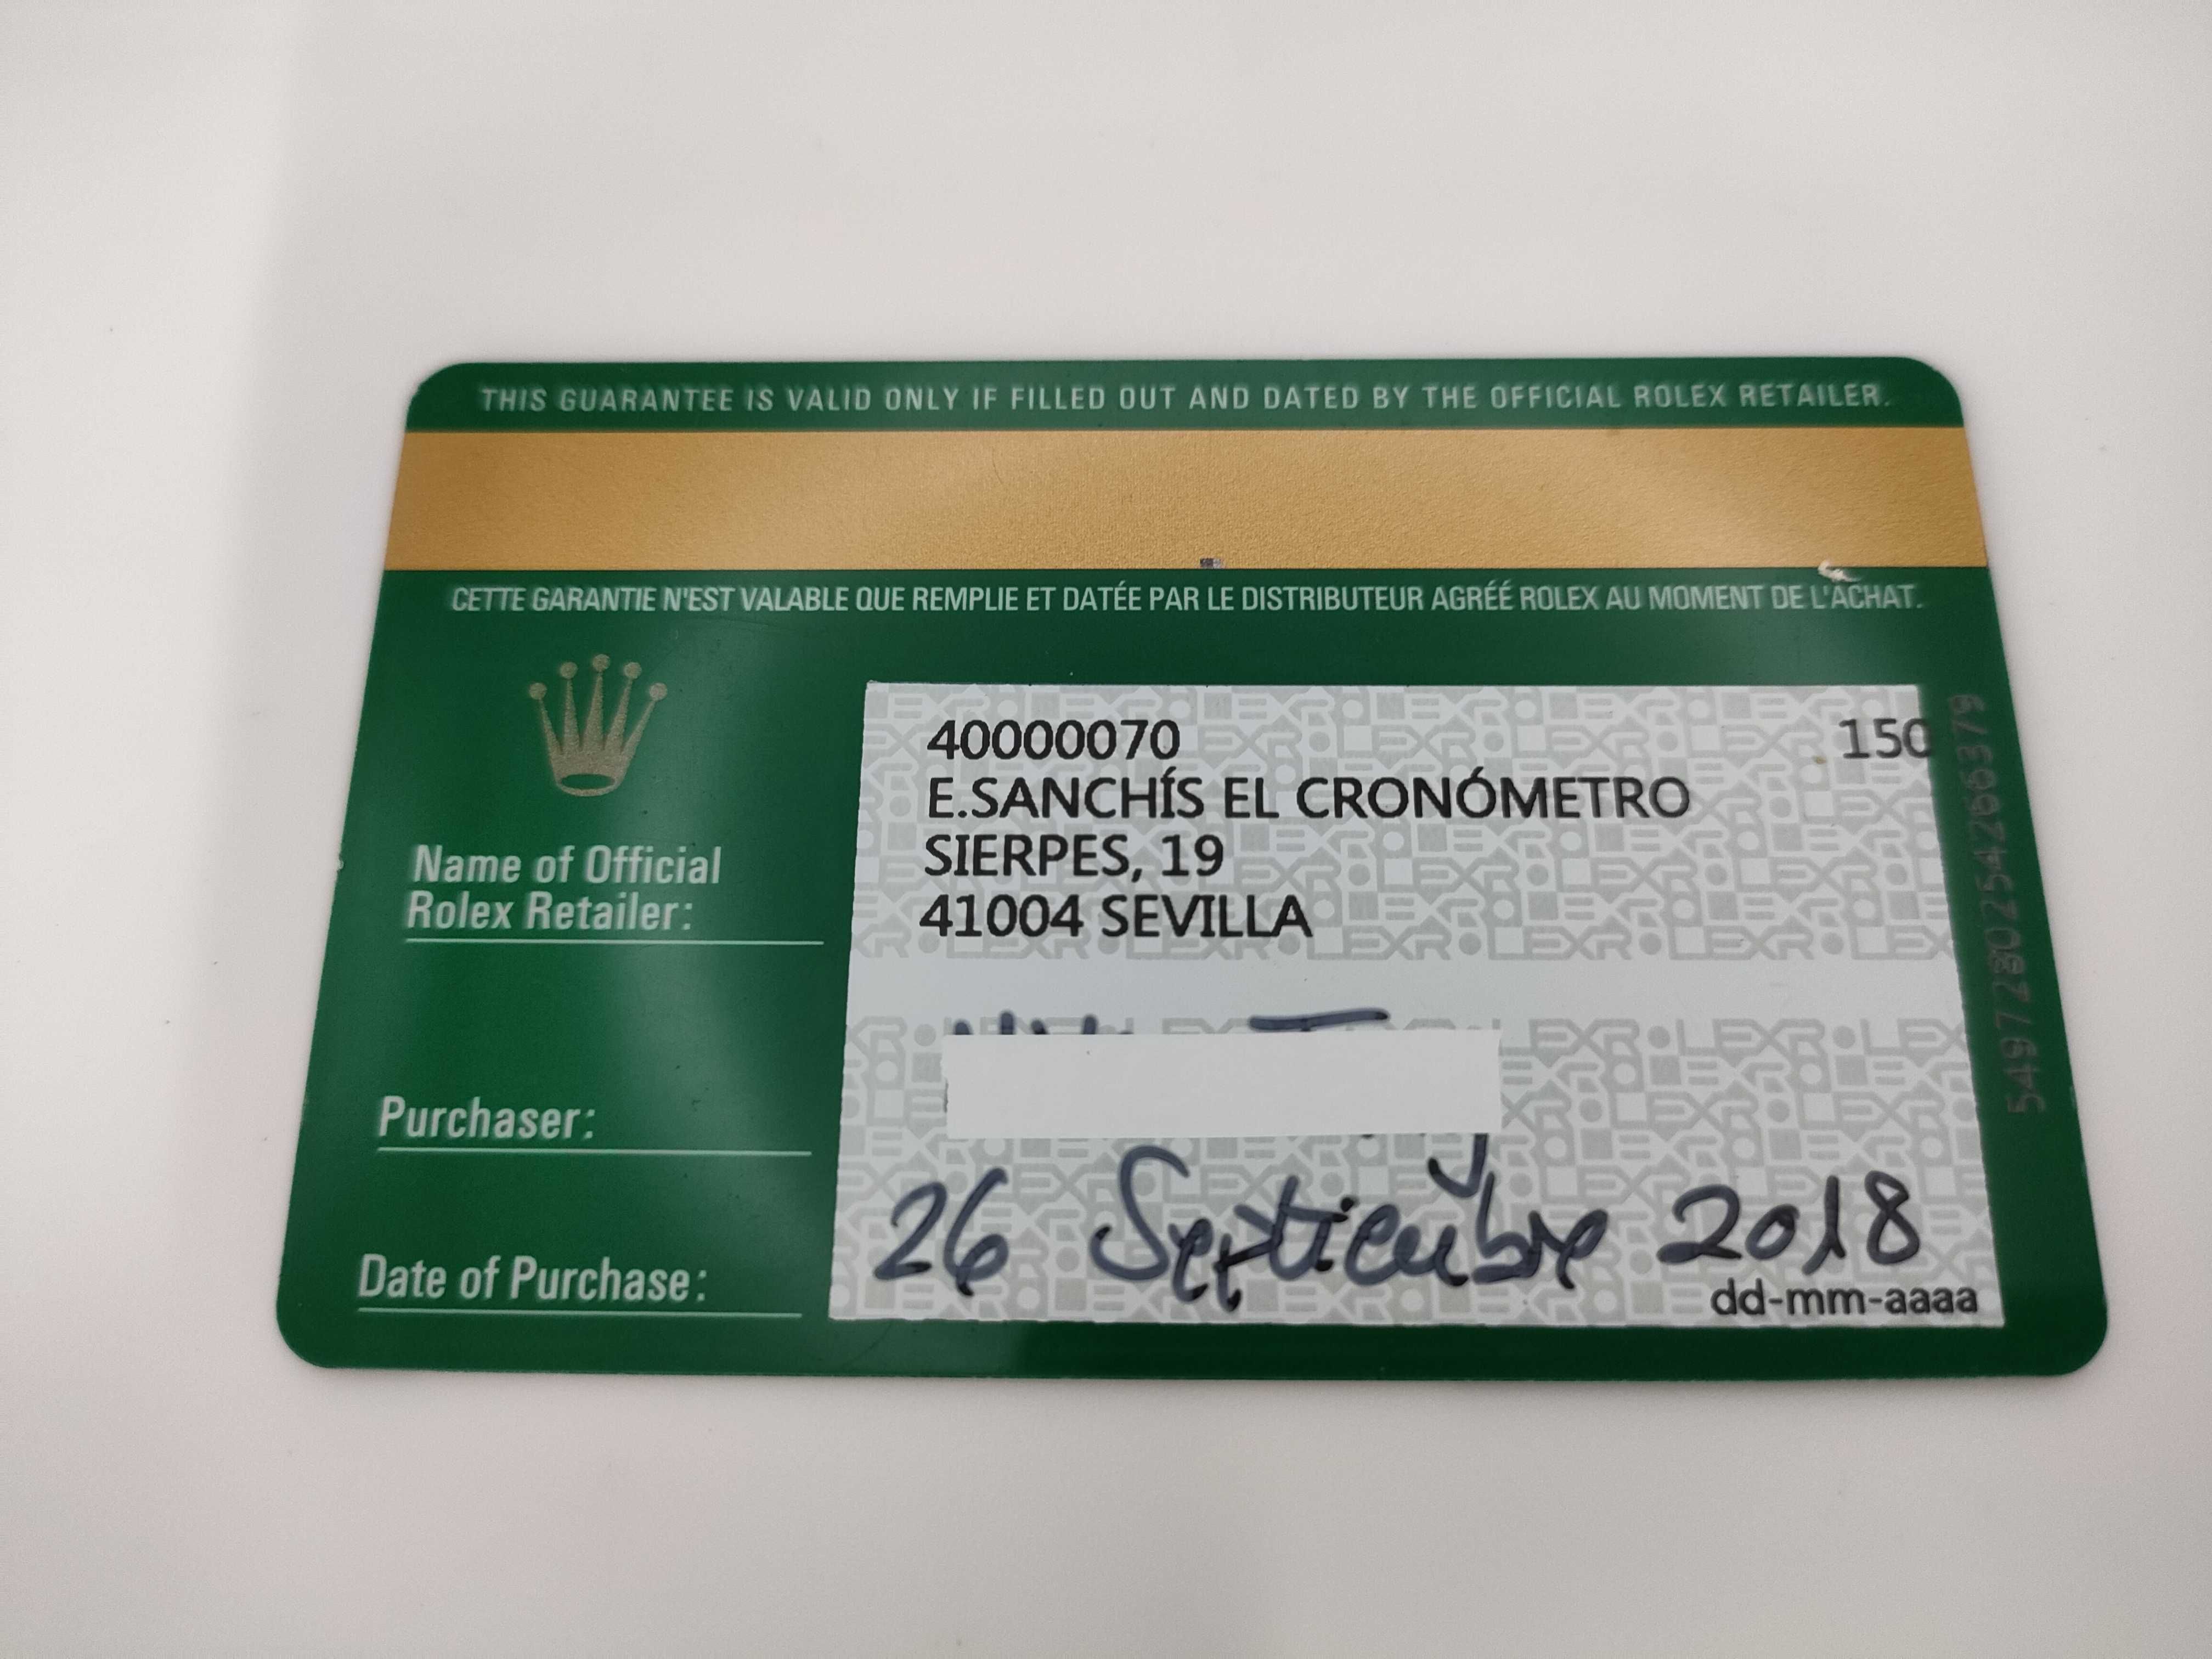 THIS GUARANTEE IS VALID ONLY IF FILLED OUT AND DATED BY THE OFFICIAL ROLEX RETAILER.
CETTE GARANTIE N'EST VALABLE QUE REMPLIE ET DATÉE PAR LE DISTRIBUTEUR AGRÉÉ ROLEX AU MOMENT DE L'ACHAT.
40000070 150
E.SANCHÍS EL CRONÓMETRO
SIERPES, 19
41004 SEVILLA
Name of Official
Rolex Retailer:
Purchaser:
Date of Purchase:
26 Septiembre 2018
dd-mm-aaaa